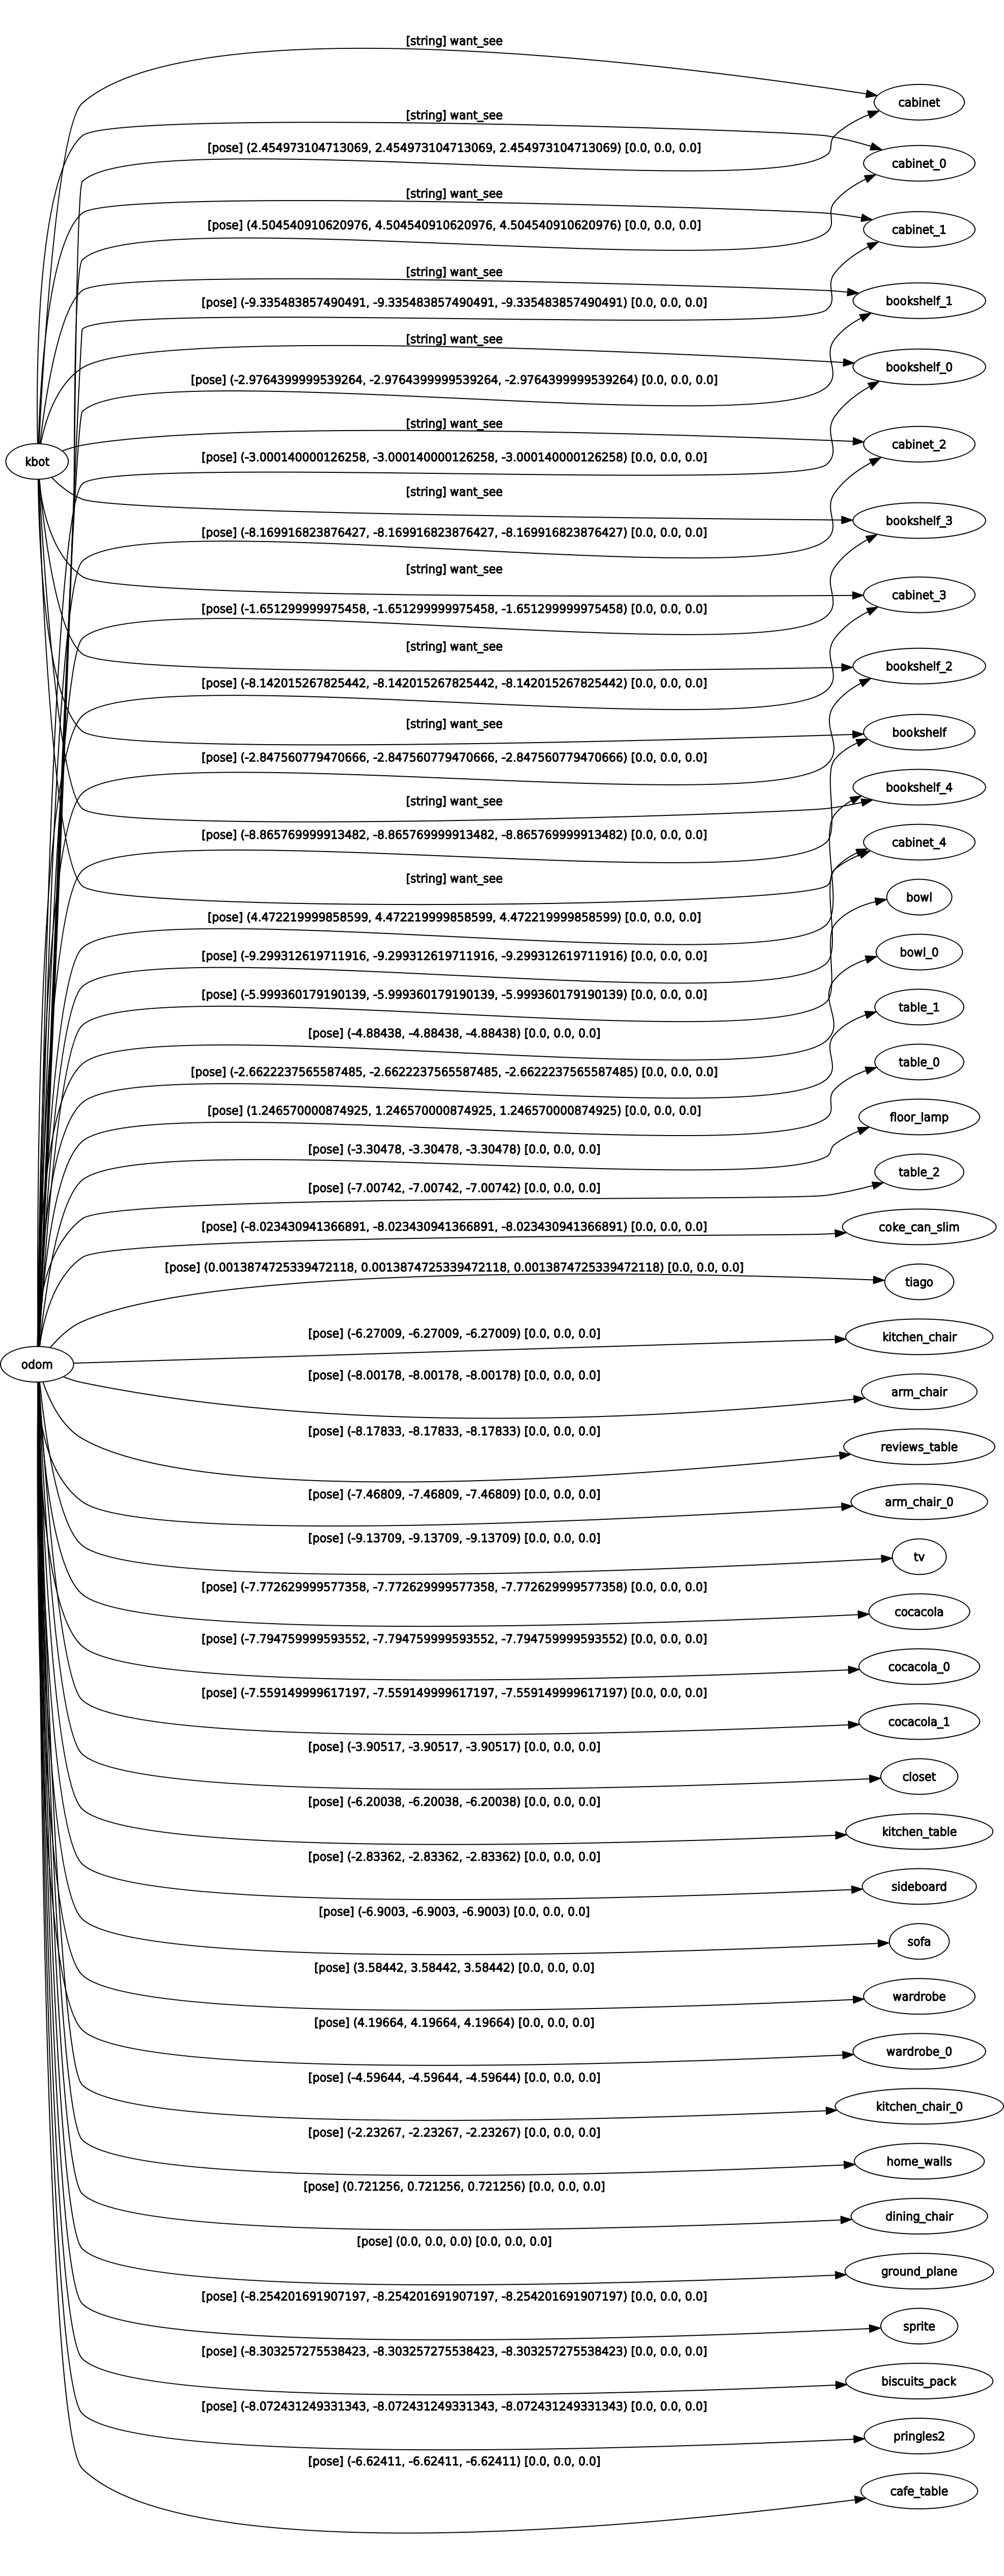 [string] want_see
cabinet
[string] want_see
[pose] (2.454973104713069, 2.454973104713069, 2.454973104713069) [0.0, 0.0, 0.0]
cabinet_0
[string] want_see
[pose] (4.504540910620976, 4.504540910620976, 4.504540910620976) [0.0, 0.0, 0.0]
cabinet_1
[string] want_see
[pose] (-9.335483857490491, -9.335483857490491, -9.335483857490491) [0.0, 0.0, 0.0]
bookshelf_1
[string] want_see
bookshelf_0
[pose] (-2.9764399999539264, -2.9764399999539264, -2.9764399999539264) [0.0, 0.0, 0.0]
[string] want_see
cabinet_2
kbot
[pose] (-3.000140000126258, -3.000140000126258, -3.000140000126258) [0.0, 0.0, 0.0]
[string] want_see
bookshelf_3
[pose] (-8.169916823876427, -8.169916823876427, -8.169916823876427) [0.0, 0.0, 0.0]
[string] want_see
cabinet_3
[pose] (-1.651299999975458, -1.651299999975458, -1.651299999975458) [0.0, 0.0, 0.0]
[string] want_see
bookshelf_2
[pose] (-8.142015267825442, -8.142015267825442, -8.142015267825442) [0.0, 0.0, 0.0]
[string] want_see
bookshelf
[pose] (-2.847560779470666, -2.847560779470666, -2.847560779470666) [0.0, 0.0, 0.0]
bookshelf_4
[string] want_see
[pose] (-8.865769999913482, -8.865769999913482, -8.865769999913482) [0.0, 0.0, 0.0]
cabinet_4
[string] want_see
bowl
[pose] (4.472219999858599, 4.472219999858599, 4.472219999858599) [0.0, 0.0, 0.0]
bowl_0
[pose] (-9.299312619711916, -9.299312619711916, -9.299312619711916) [0.0, 0.0, 0.0]
[pose] (-5.999360179190139, -5.999360179190139, -5.999360179190139) [0.0, 0.0, 0.0]
table_1
[pose] (-4.88438, -4.88438, -4.88438) [0.0, 0.0, 0.0]
table_0
[pose] (-2.6622237565587485, -2.6622237565587485, -2.6622237565587485) [0.0, 0.0, 0.0]
[pose] (1.246570000874925, 1.246570000874925, 1.246570000874925) [0.0, 0.0, 0.0]
floor_lamp
[pose] (-3.30478, -3.30478, -3.30478) [0.0, 0.0, 0.0]
table_2
[pose] (-7.00742, -7.00742, -7.00742) [0.0, 0.0, 0.0]
[pose] (-8.023430941366891, -8.023430941366891, -8.023430941366891) [0.0, 0.0, 0.0]
coke_can_slim
[pose] (0.0013874725339472118, 0.0013874725339472118, 0.0013874725339472118) [0.0, 0.0, 0.0]
tiago
[pose] (-6.27009, -6.27009, -6.27009) [0.0, 0.0, 0.0]
kitchen_chair
odom
[pose] (-8.00178, -8.00178, -8.00178) [0.0, 0.0, 0.0]
arm_chair
[pose] (-8.17833, -8.17833, -8.17833) [0.0, 0.0, 0.0]
reviews_table
[pose] (-7.46809, -7.46809, -7.46809) [0.0, 0.0, 0.0]
arm_chair_0
[pose] (-9.13709, -9.13709, -9.13709) [0.0, 0.0, 0.0]
tv
[pose] (-7.772629999577358, -7.772629999577358, -7.772629999577358) [0.0, 0.0, 0.0]
cocacola
[pose] (-7.794759999593552, -7.794759999593552, -7.794759999593552) [0.0, 0.0, 0.0]
cocacola_0
[pose] (-7.559149999617197, -7.559149999617197, -7.559149999617197) [0.0, 0.0, 0.0]
cocacola_1
[pose] (-3.90517, -3.90517, -3.90517) [0.0, 0.0, 0.0]
closet
[pose] (-6.20038, -6.20038, -6.20038) [0.0, 0.0, 0.0]
kitchen_table
[pose] (-2.83362, -2.83362, -2.83362) [0.0, 0.0, 0.0]
sideboard
[pose] (-6.9003, -6.9003, -6.9003) [0.0, 0.0, 0.0]
sofa
[pose] (3.58442, 3.58442, 3.58442) [0.0, 0.0, 0.0]
wardrobe
[pose] (4.19664, 4.19664, 4.19664) [0.0, 0.0, 0.0]
wardrobe_0
[pose] (-4.59644, -4.59644, -4.59644) [0.0, 0.0, 0.0]
kitchen_chair_0
[pose] (-2.23267, -2.23267, -2.23267) [0.0, 0.0, 0.0]
home_walls
[pose] (0.721256, 0.721256, 0.721256) [0.0, 0.0, 0.0]
dining_chair
[pose] (0.0, 0.0, 0.0) [0.0, 0.0, 0.0]
ground_plane
[pose] (-8.254201691907197, -8.254201691907197, -8.254201691907197) [0.0, 0.0, 0.0]
sprite
[pose] (-8.303257275538423, -8.303257275538423, -8.303257275538423) [0.0, 0.0, 0.0]
biscuits_pack
[pose] (-8.072431249331343, -8.072431249331343, -8.072431249331343) [0.0, 0.0, 0.0]
pringles2
[pose] (-6.62411, -6.62411, -6.62411) [0.0, 0.0, 0.0]
cafe_table